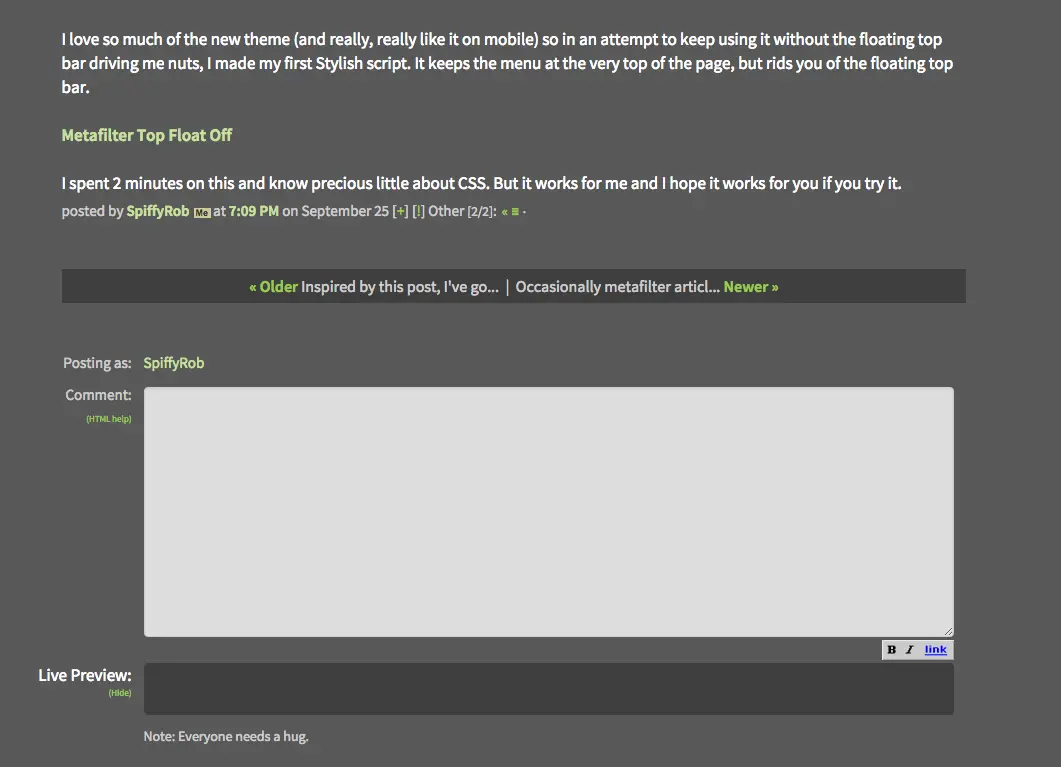 I love so much of the new theme (and really, really like it on mobile) so in an attempt to keep using it without the floating top
bar driving me nuts, I made my first Stylish script. It keeps the menu at the very top of the page, but rids you of the floating top
bar.
Metafilter Top Float Off
I spent 2 minutes on this and know precious little about CSS. But it works for me and I hope it works for you if you try it.
posted by SpiffyRob Me at 7:09 PM on September 25 [+] [!] Other [2/2]: « ≡ ·
« Older Inspired by this post, I've go... | Occasionally metafilter articl... Newer »
Posting as: SpiffyRob
Comment:
(HTML help)
B I link
Live Preview:
(Hide)
Note: Everyone needs a hug.